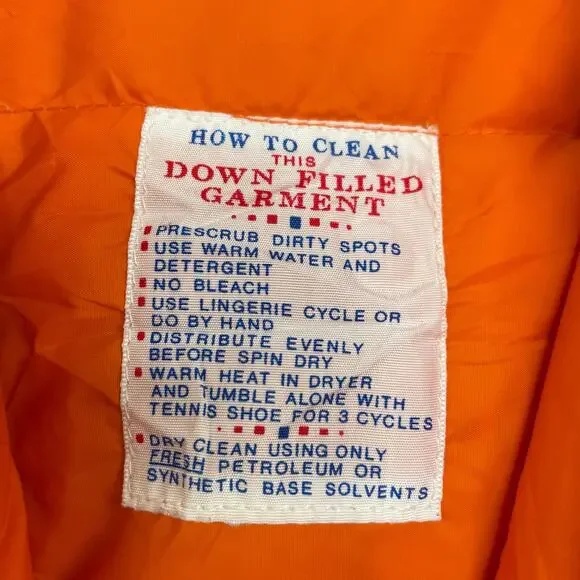 HOW TO CLEAN
THIS
DOWN FILLED
GARMENT
PRESCRUB DIRTY SPOTS
USE WARM WATER AND
DETERGENT
NO BLEACH
USE LINGERIE CYCLE OR
DO BY HAND
DISTRIBUTE EVENLY
BEFORE SPIN DRY
WARM HEAT IN DRYER
AND TUMBLE ALONE WITH
TENNIS SHOE FOR 3 CYCLES
DRY CLEAN USING ONLY
FRESH PETROLEUM OR
SYNTHETIC BASE SOLVENTS